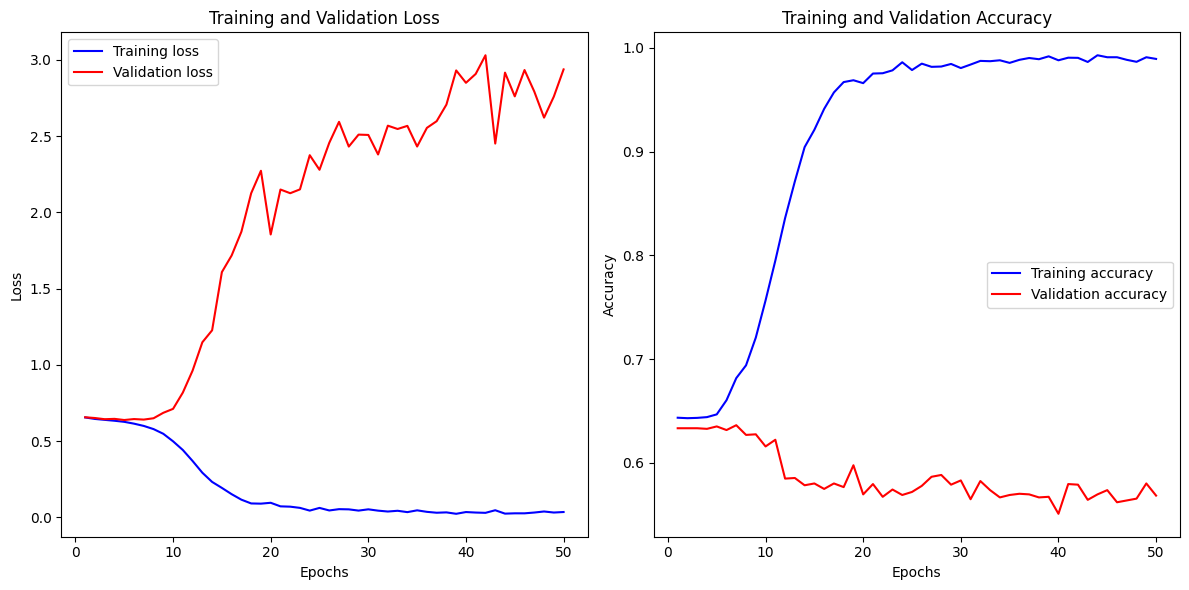 Training and Validation Loss
Training loss
Validation loss
3.0
2.5
2.0
1.5
1.0
0.5
0.0
Loss
0
10
20
30
40
50
Epochs
Training and Validation Accuracy
1.0
0.9
0.8
0.7
0.6
Accuracy
Training accuracy
Validation accuracy
0
10
20
30
40
50
Epochs